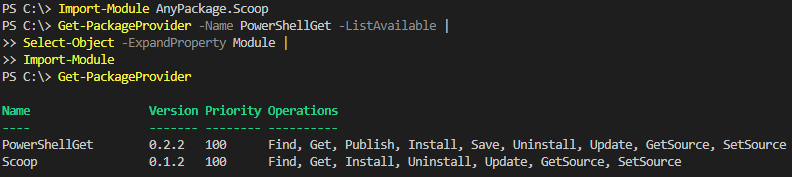 PS C:\> Import-Module AnyPackage.Scoop
PS C:\> Get-PackageProvider -Name PowerShellGet -ListAvailable |
>> Select-Object -ExpandProperty Module |
>> Import-Module
PS C:\> Get-PackageProvider
Name Version Priority Operations
---- ------- -------- ----------
PowerShellGet 0.2.2 100 Find, Get, Publish, Install, Save, Uninstall, Update, GetSource, SetSource
Scoop 0.1.2 100 Find, Get, Install, Uninstall, Update, GetSource, SetSource